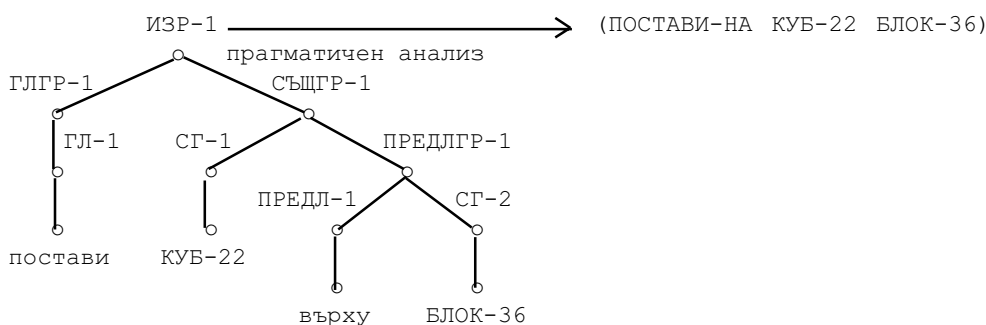 ИЗР-1 (ПОСТАВИ-НА КУБ-22 БЛОК-36)
прагматичен анализ
ГЛГР-1 СЪЩГР-1
ГЛ-1 СГ-1 ПРЕДЛГР-1
ПРЕДЛ-1 СГ-2
постави КУБ-22
върху БЛОК-36